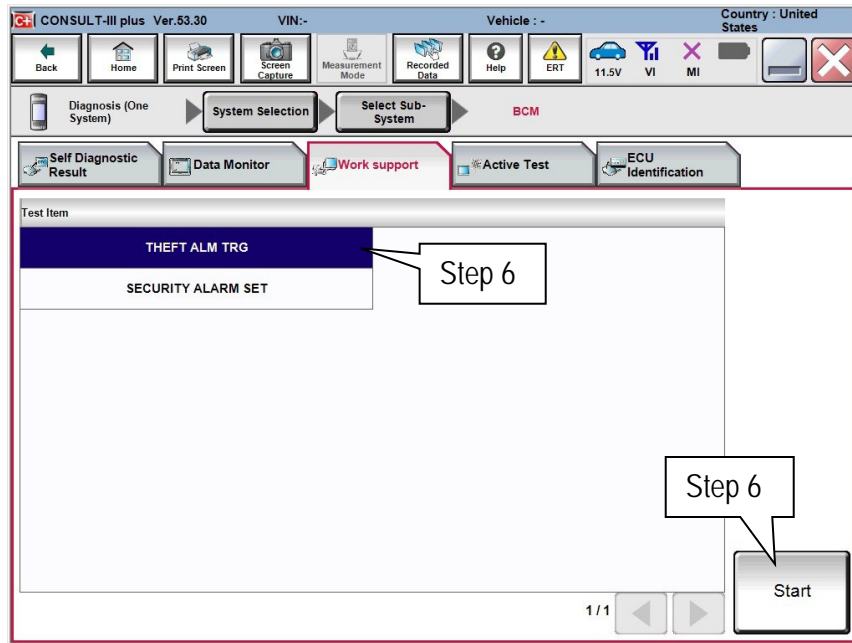 C+ CONSULT-III plus Ver.53.30 VIN:- Vehicle : - Country : United
States
Back Home Print Screen Screen
Capture Measurement
Mode Recorded
Data Help ERT 11.5V VI MI
Diagnosis (One
System) System Selection Select Sub-
System BCM
Self Diagnostic
Result Data Monitor Work support Active Test ECU
Identification
Test Item
THEFT ALM TRG
Step 6
SECURITY ALARM SET
Step 6
Start
1/1